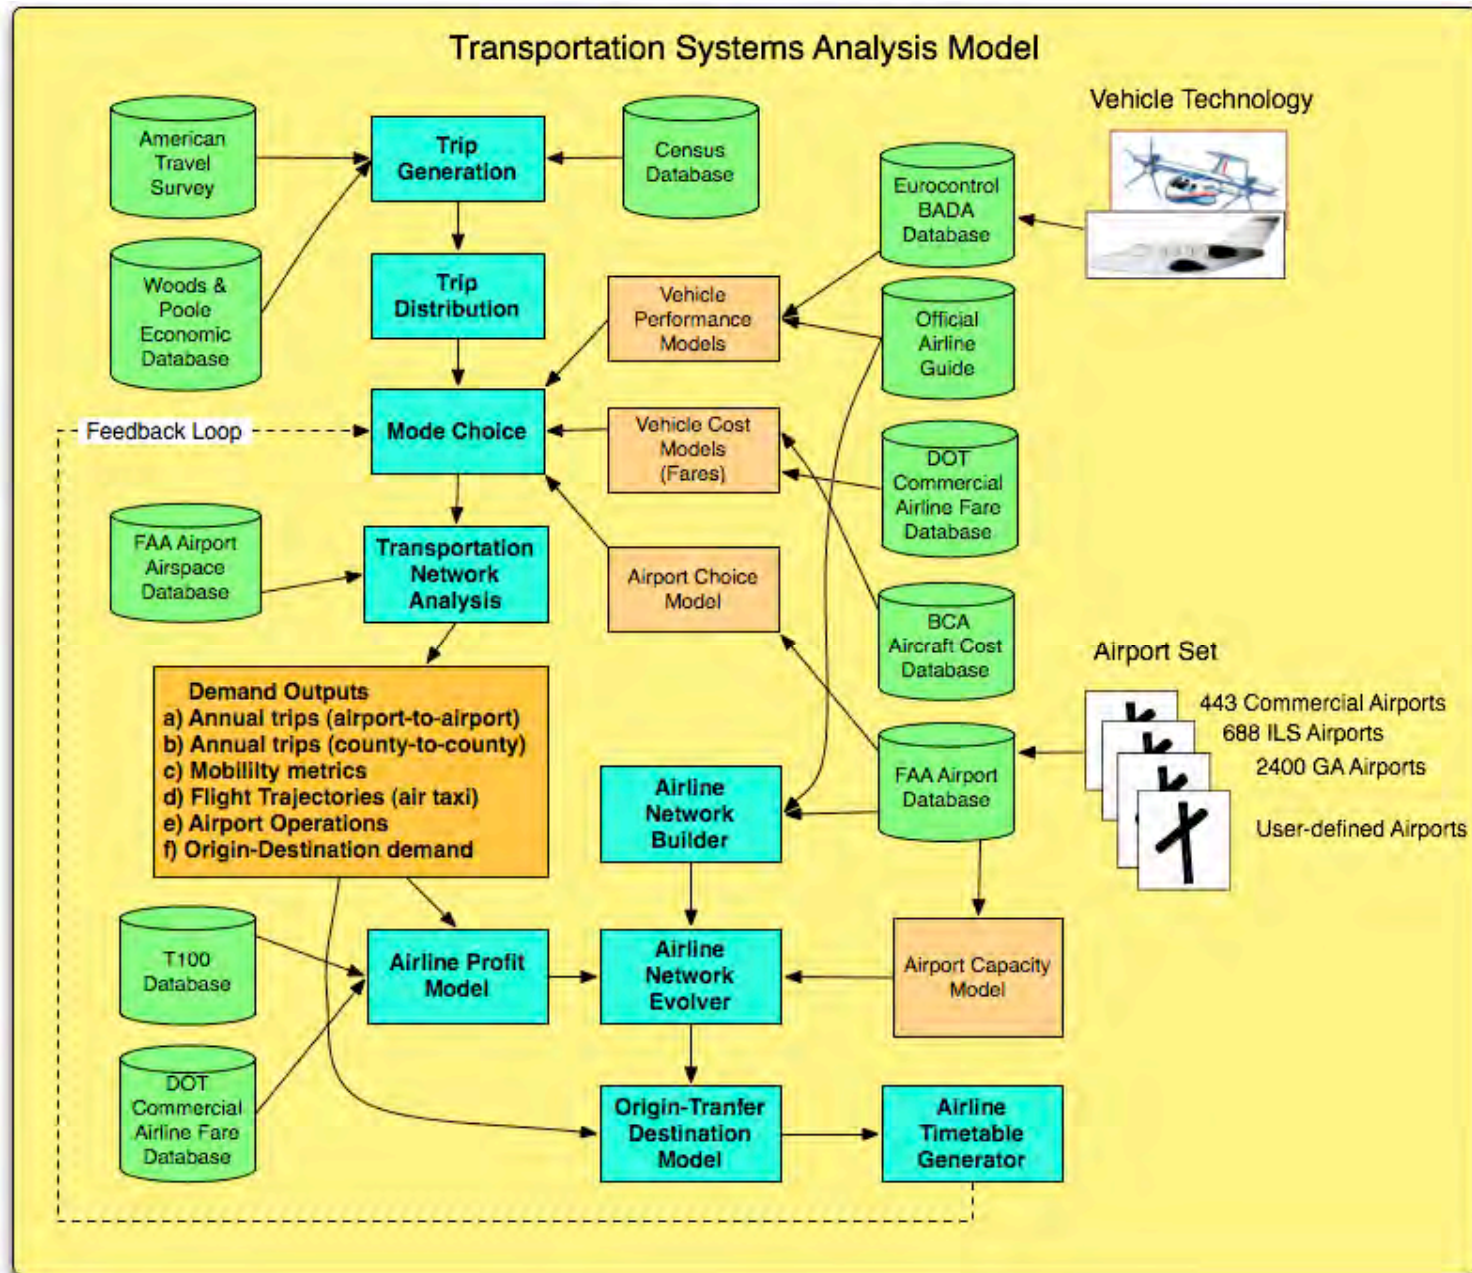 Transportation Systems Analysis Model
American
Travel
Survey
Trip
Generation
Census
Database
Vehicle Technology
Eurocontrol
BADA
Database
Woods &
Poole
Economic
Database
Trip
Distribution
Vehicle
Performance
Models
Official
Airline
Guide
Feedback Loop
Mode Choice
Vehicle Cost
Models
(Fares)
DOT
Commercial
Airline Fare
Database
FAA Airport
Airspace
Database
Transportation
Network
Analysis
Airport Choice
Model
BCA
Aircraft Cost
Database
Airport Set
443 Commercial Airports
688 ILS Airports
2400 GA Airports
User-defined Airports
Demand Outputs
a) Annual trips (airport-to-airport)
b) Annual trips (county-to-county)
c) Mobililty metrics
d) Flight Trajectories (air taxi)
e) Airport Operations
f) Origin-Destination demand
Airline
Network
Builder
FAA Airport
Database
T100
Database
Airline Profit
Model
Airline
Network
Evolver
Airport Capacity
Model
DOT
Commercial
Airline Fare
Database
Origin-Tranfer
Destination
Model
Airline
Timetable
Generator